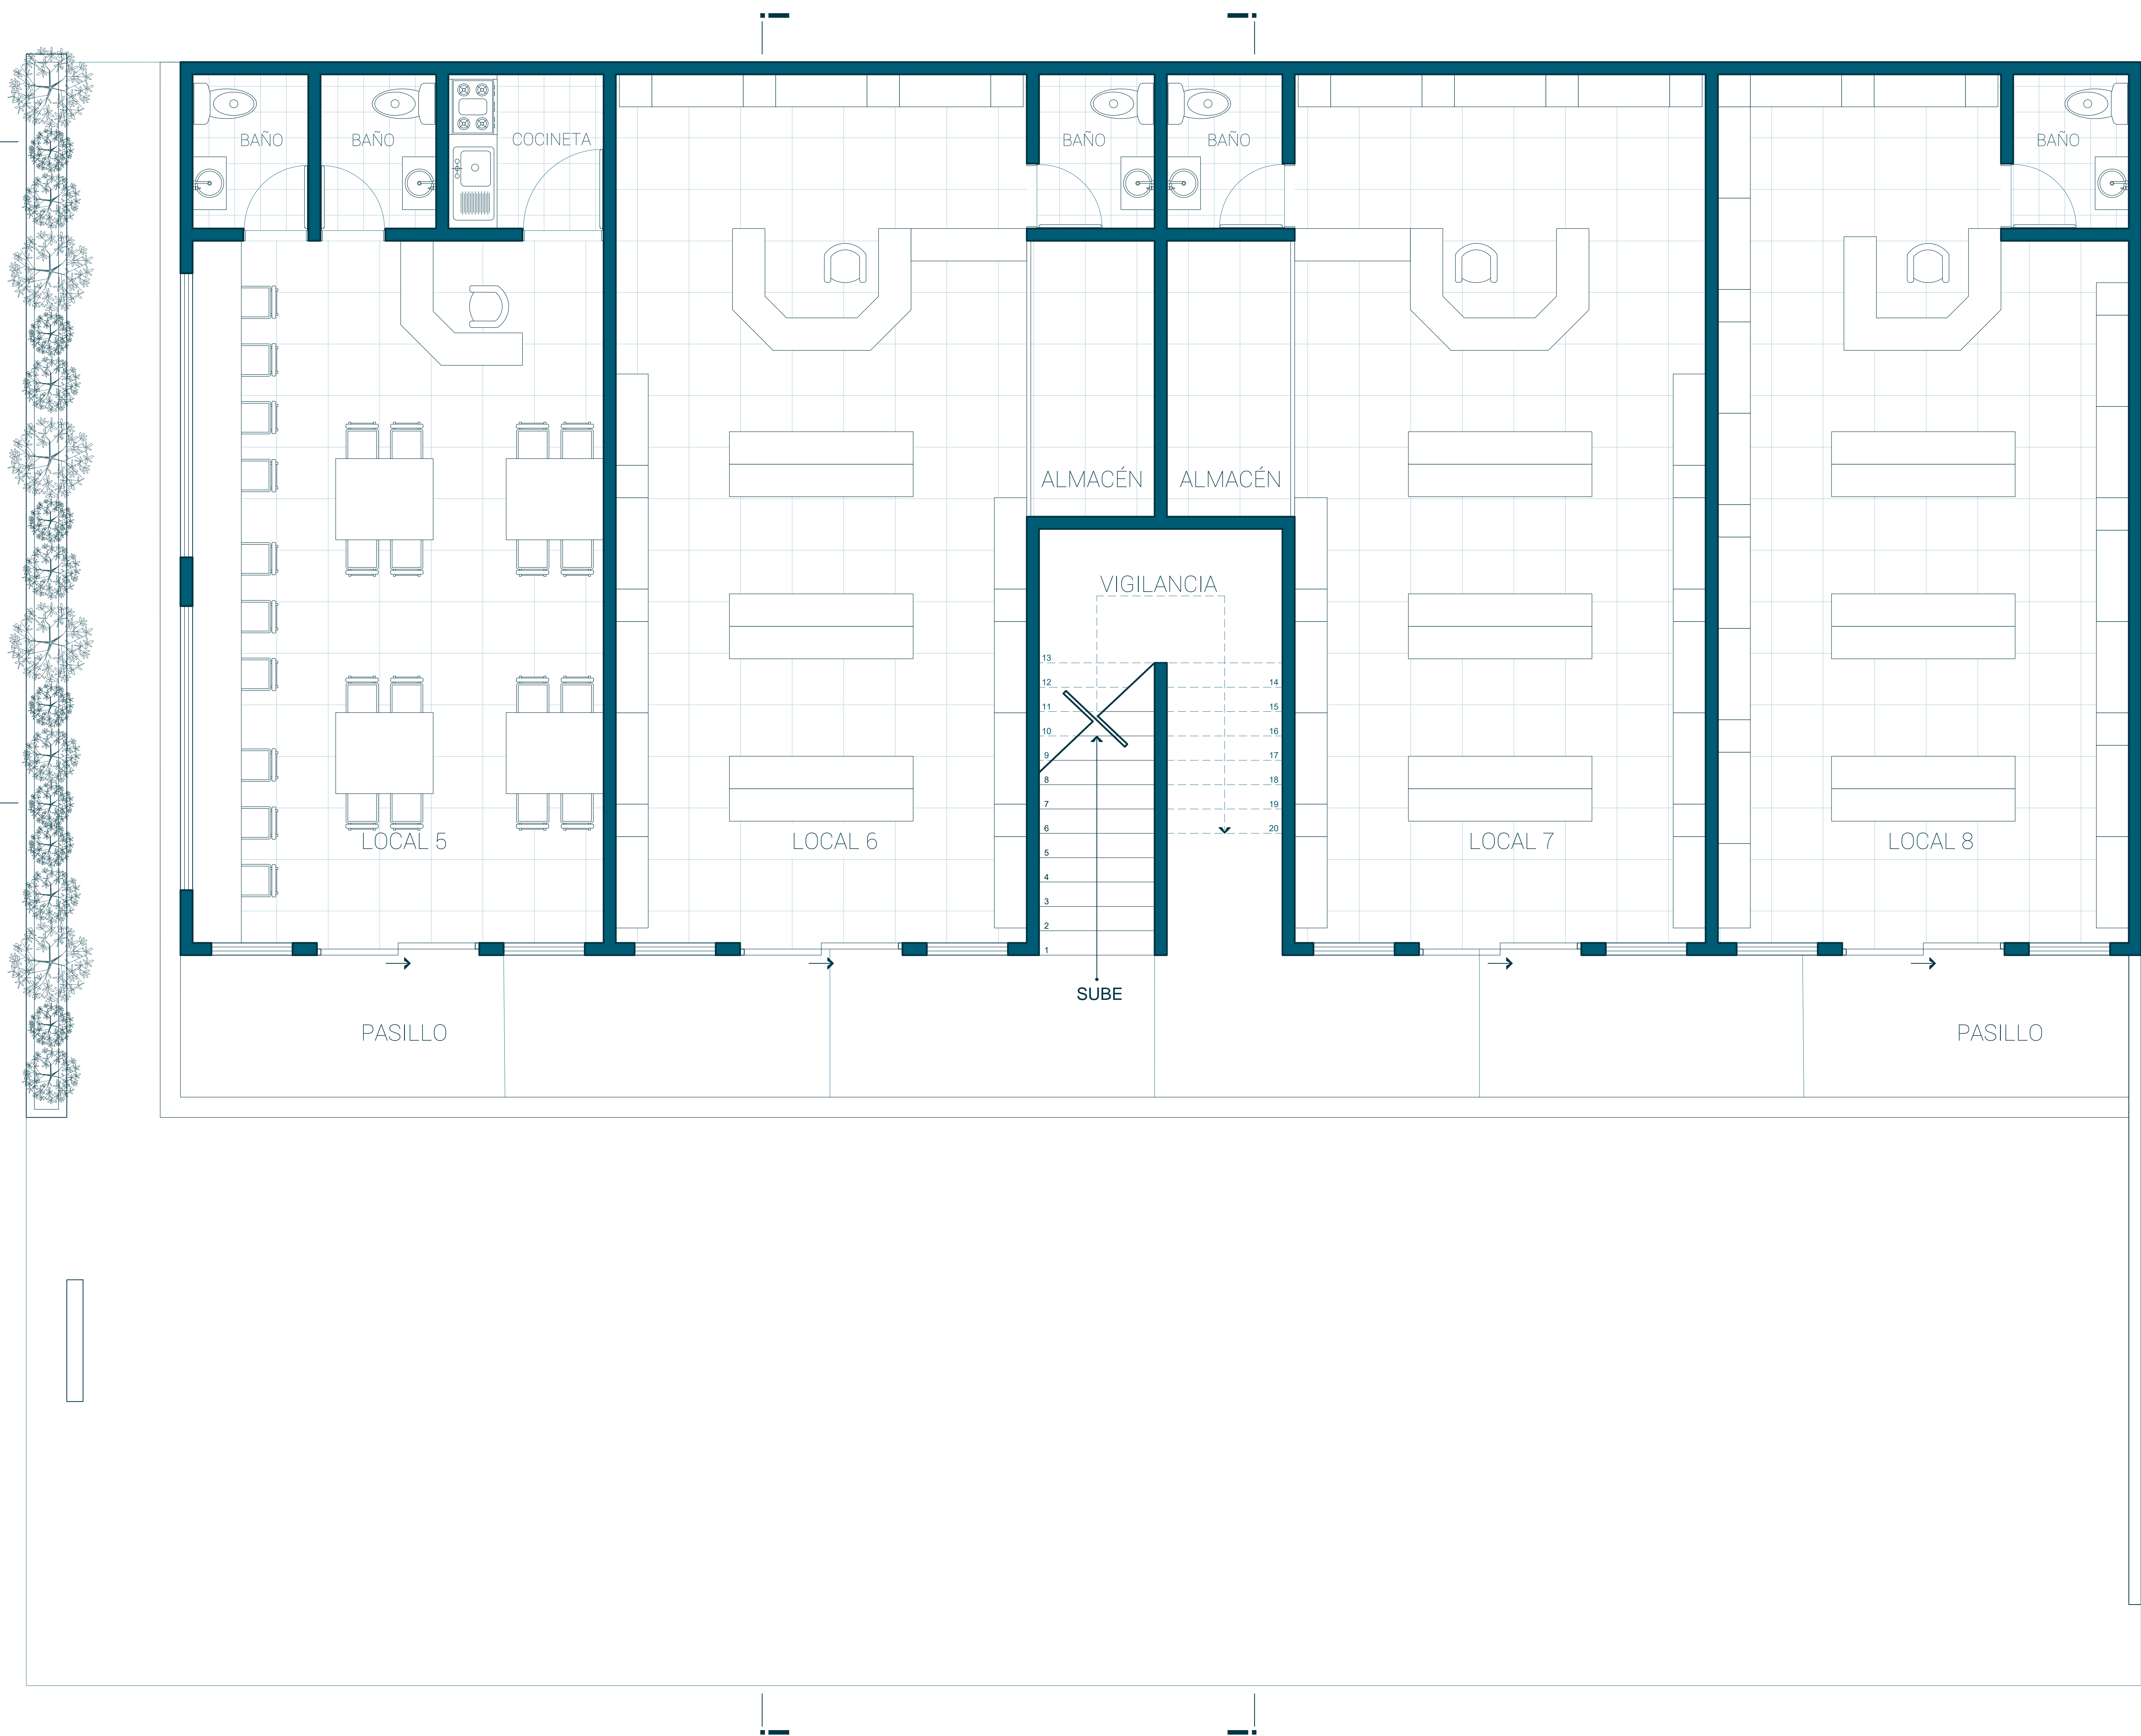 BAÑO
BAÑO
COCINETA
BAÑO
BAÑO
BAÑO
ALMACÉN
ALMACÉN
VIGILANCIA
13
12
14
11
15
10
16
9
17
8
18
7
19
6
20
5
4
3
2
1
LOCAL 5
LOCAL 6
LOCAL 7
LOCAL 8
SUBE
PASILLO
PASILLO